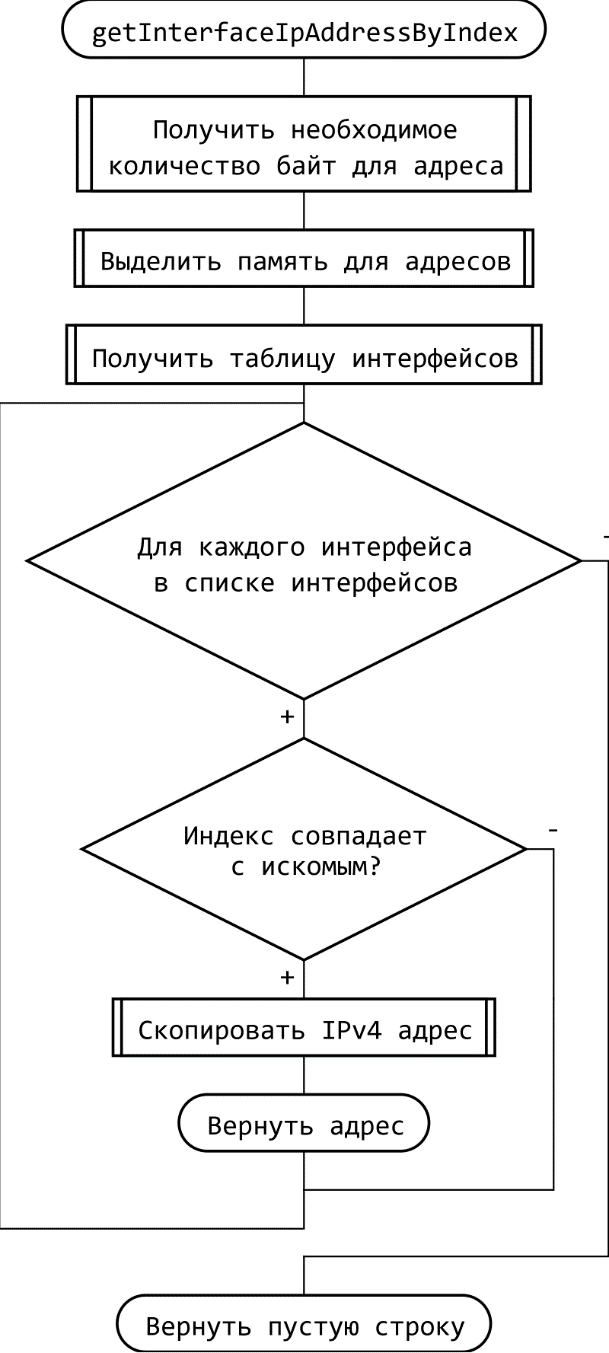 getInterfaceIpAddressByIndex
Получить необходимое
количество байт для адреса
Выделить память для адресов
Получить таблицу интерфейсов
Для каждого интерфейса
в списке интерфейсов
-
+
Индекс совпадает
с искомым?
-
+
Скопировать IPv4 адрес
Вернуть адрес
Вернуть пустую строку